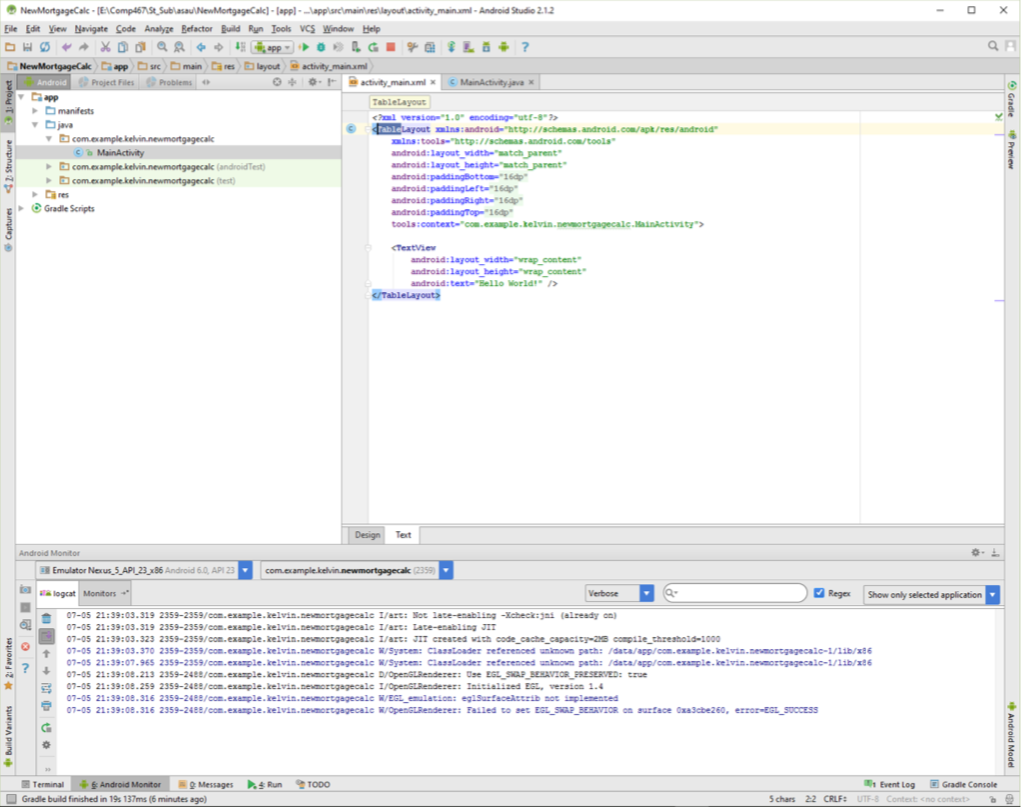 NewMortgageCalc - [E:\Comp467\St_Sub\asau\NewMortgageCalc] - [app] - ...\app\src\main\res\layout\activity_main.xml - Android Studio 2.1.2
File Edit View Navigate Code Analyze Refactor Build Run Tools VCS Window Help
app
NewMortgageCalc app src main res layout activity_main.xml
Android Project Files Problems
activity_main.xml MainActivity.java
1: Project
2: Structure
Captures
2: Favorites
Build Variants
app
manifests
java
com.example.kelvin.newmortgagecalc
MainActivity
com.example.kelvin.newmortgagecalc (androidTest)
com.example.kelvin.newmortgagecalc (test)
res
Gradle Scripts
TableLayout
<?xml version="1.0" encoding="utf-8"?>
<TableLayout xmlns:android="http://schemas.android.com/apk/res/android"
xmlns:tools="http://schemas.android.com/tools"
android:layout_width="match_parent"
android:layout_height="match_parent"
android:paddingBottom="16dp"
android:paddingLeft="16dp"
android:paddingRight="16dp"
android:paddingTop="16dp"
tools:context="com.example.kelvin.newmortgagecalc.MainActivity">
<TextView
android:layout_width="wrap_content"
android:layout_height="wrap_content"
android:text="Hello World!" />
</TableLayout>
Gradle
Preview
Android Model
Design Text
Android Monitor
Emulator Nexus_5_API_23_x86 Android 6.0, API 23 com.example.kelvin.newmortgagecalc (2359)
logcat Monitors Verbose Regex Show only selected application
07-05 21:39:03.319 2359-2359/com.example.kelvin.newmortgagecalc I/art: Not late-enabling -Xcheck:jni (already on)
07-05 21:39:03.319 2359-2359/com.example.kelvin.newmortgagecalc I/art: Late-enabling JIT
07-05 21:39:03.323 2359-2359/com.example.kelvin.newmortgagecalc I/art: JIT created with code_cache_capacity=2MB compile_threshold=1000
07-05 21:39:03.370 2359-2359/com.example.kelvin.newmortgagecalc W/System: ClassLoader referenced unknown path: /data/app/com.example.kelvin.newmortgagecalc-1/lib/x86
07-05 21:39:07.965 2359-2359/com.example.kelvin.newmortgagecalc W/System: ClassLoader referenced unknown path: /data/app/com.example.kelvin.newmortgagecalc-1/lib/x86
07-05 21:39:08.213 2359-2488/com.example.kelvin.newmortgagecalc D/OpenGLRenderer: Use EGL_SWAP_BEHAVIOR_PRESERVED: true
07-05 21:39:08.259 2359-2488/com.example.kelvin.newmortgagecalc I/OpenGLRenderer: Initialized EGL, version 1.4
07-05 21:39:08.316 2359-2488/com.example.kelvin.newmortgagecalc W/EGL_emulation: eglSurfaceAttrib not implemented
07-05 21:39:08.316 2359-2488/com.example.kelvin.newmortgagecalc W/OpenGLRenderer: Failed to set EGL_SWAP_BEHAVIOR on surface 0xa3cbe260, error=EGL_SUCCESS
Terminal 6: Android Monitor 0: Messages 4: Run TODO Event Log Gradle Console
Gradle build finished in 19s 137ms (6 minutes ago) 5 chars 2:2 CRLF÷ UTF-8 Context: <no context>